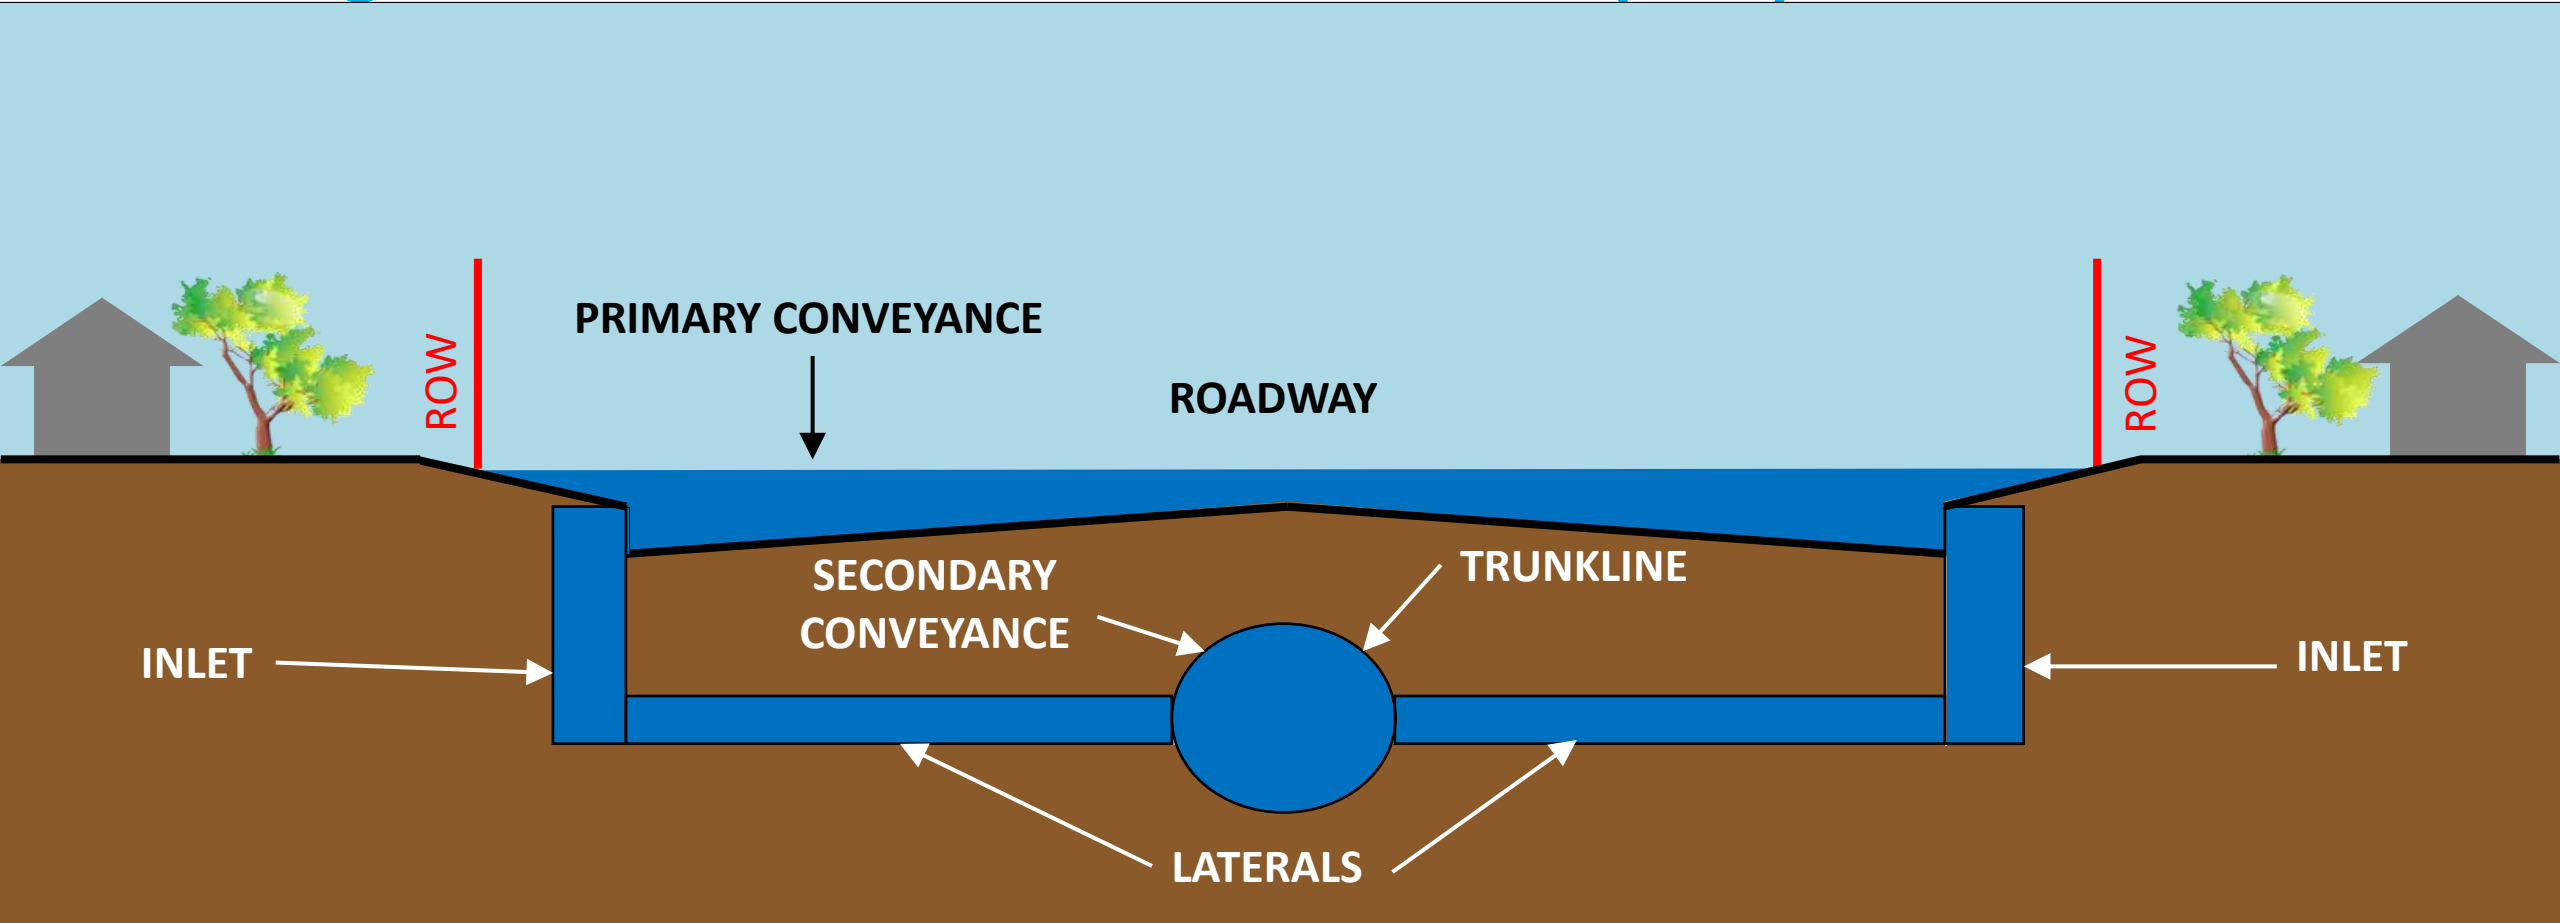 PRIMARY CONVEYANCE
ROW
ROADWAY
ROW
SECONDARY
CONVEYANCE
TRUNKLINE
INLET
INLET
LATERALS